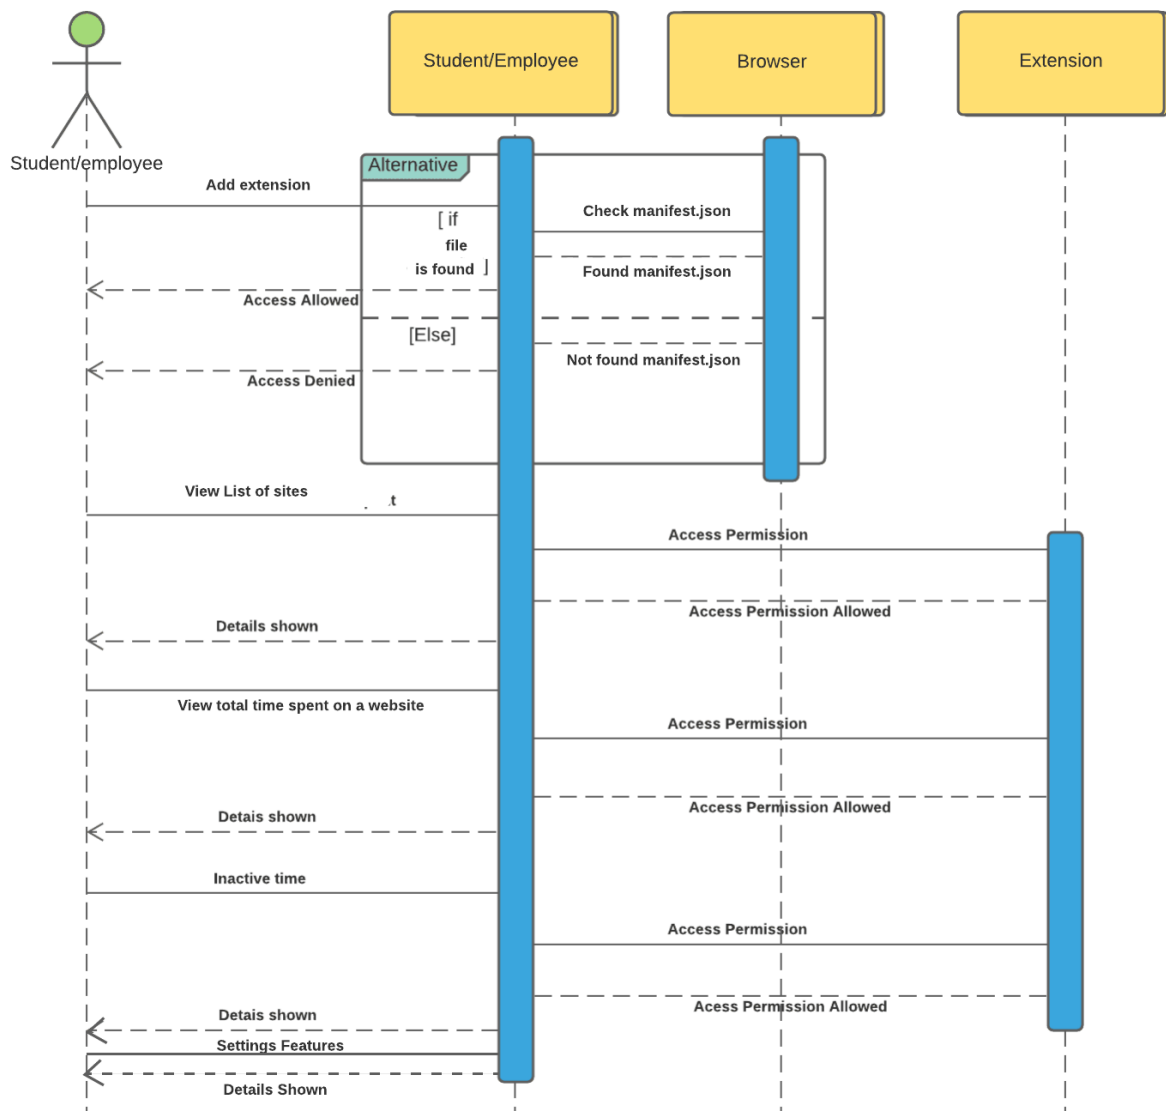 Student/Employee
Browser
Extension
Student/employee
Alternative
Add extension
[ if
file
is found ]
Check manifest.json
Found manifest.json
Access Allowed
[Else]
Not found manifest.json
Access Denied
View List of sites
t
Access Permission
Access Permission Allowed
Details shown
View total time spent on a website
Access Permission
Access Permission Allowed
Detais shown
Inactive time
Access Permission
Acess Permission Allowed
Detais shown
Settings Features
Details Shown